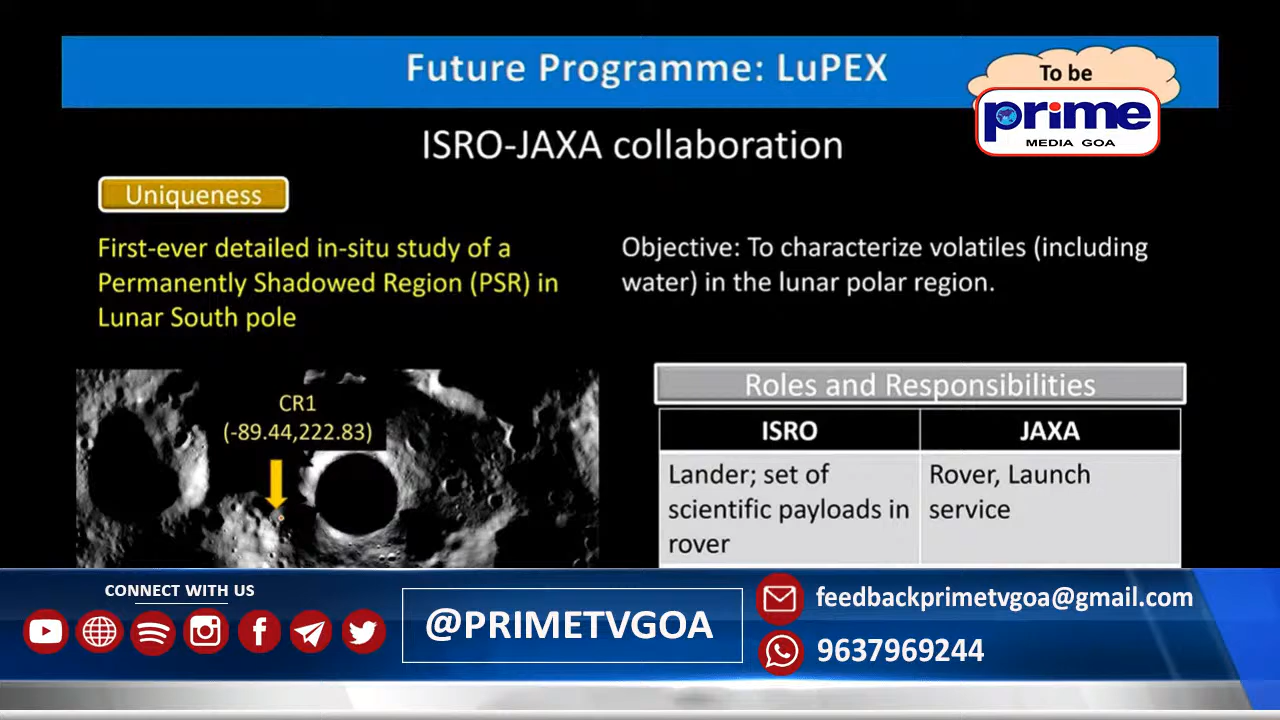 Future Programme: LuPEX
To be
prime
MEDIA GOA
ISRO-JAXA collaboration
Uniqueness
First-ever detailed in-situ study of a
Permanently Shadowed Region (PSR) in
Lunar South pole
Objective: To characterize volatiles (including
water) in the lunar polar region.
CR1
(-89.44,222.83)
Roles and Responsibilities
ISRO
JAXA
Lander; set of
scientific payloads in
rover
Rover, Launch
service
CONNECT WITH US
@PRIMETVGOA
feedbackprimetvgoa@gmail.com
9637969244